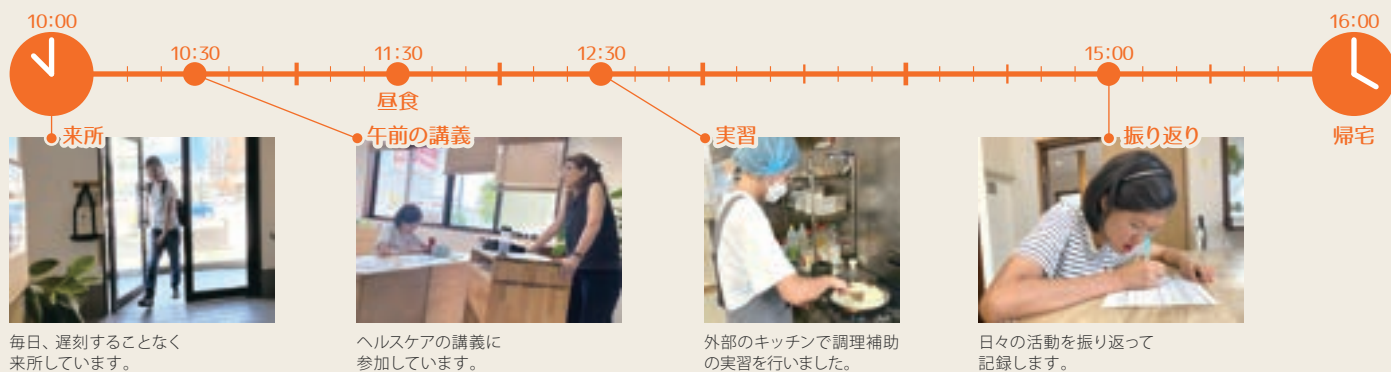 10:00
16:00
10:30
11:30
12:30
15:00
昼食
来所
午前の講義
実習
振り返り
帰宅
毎日、遅刻することなく
来所しています。
ヘルスケアの講義に
参加しています。
外部のキッチンで調理補助
の実習を行いました。
日々の活動を振り返って
記録します。